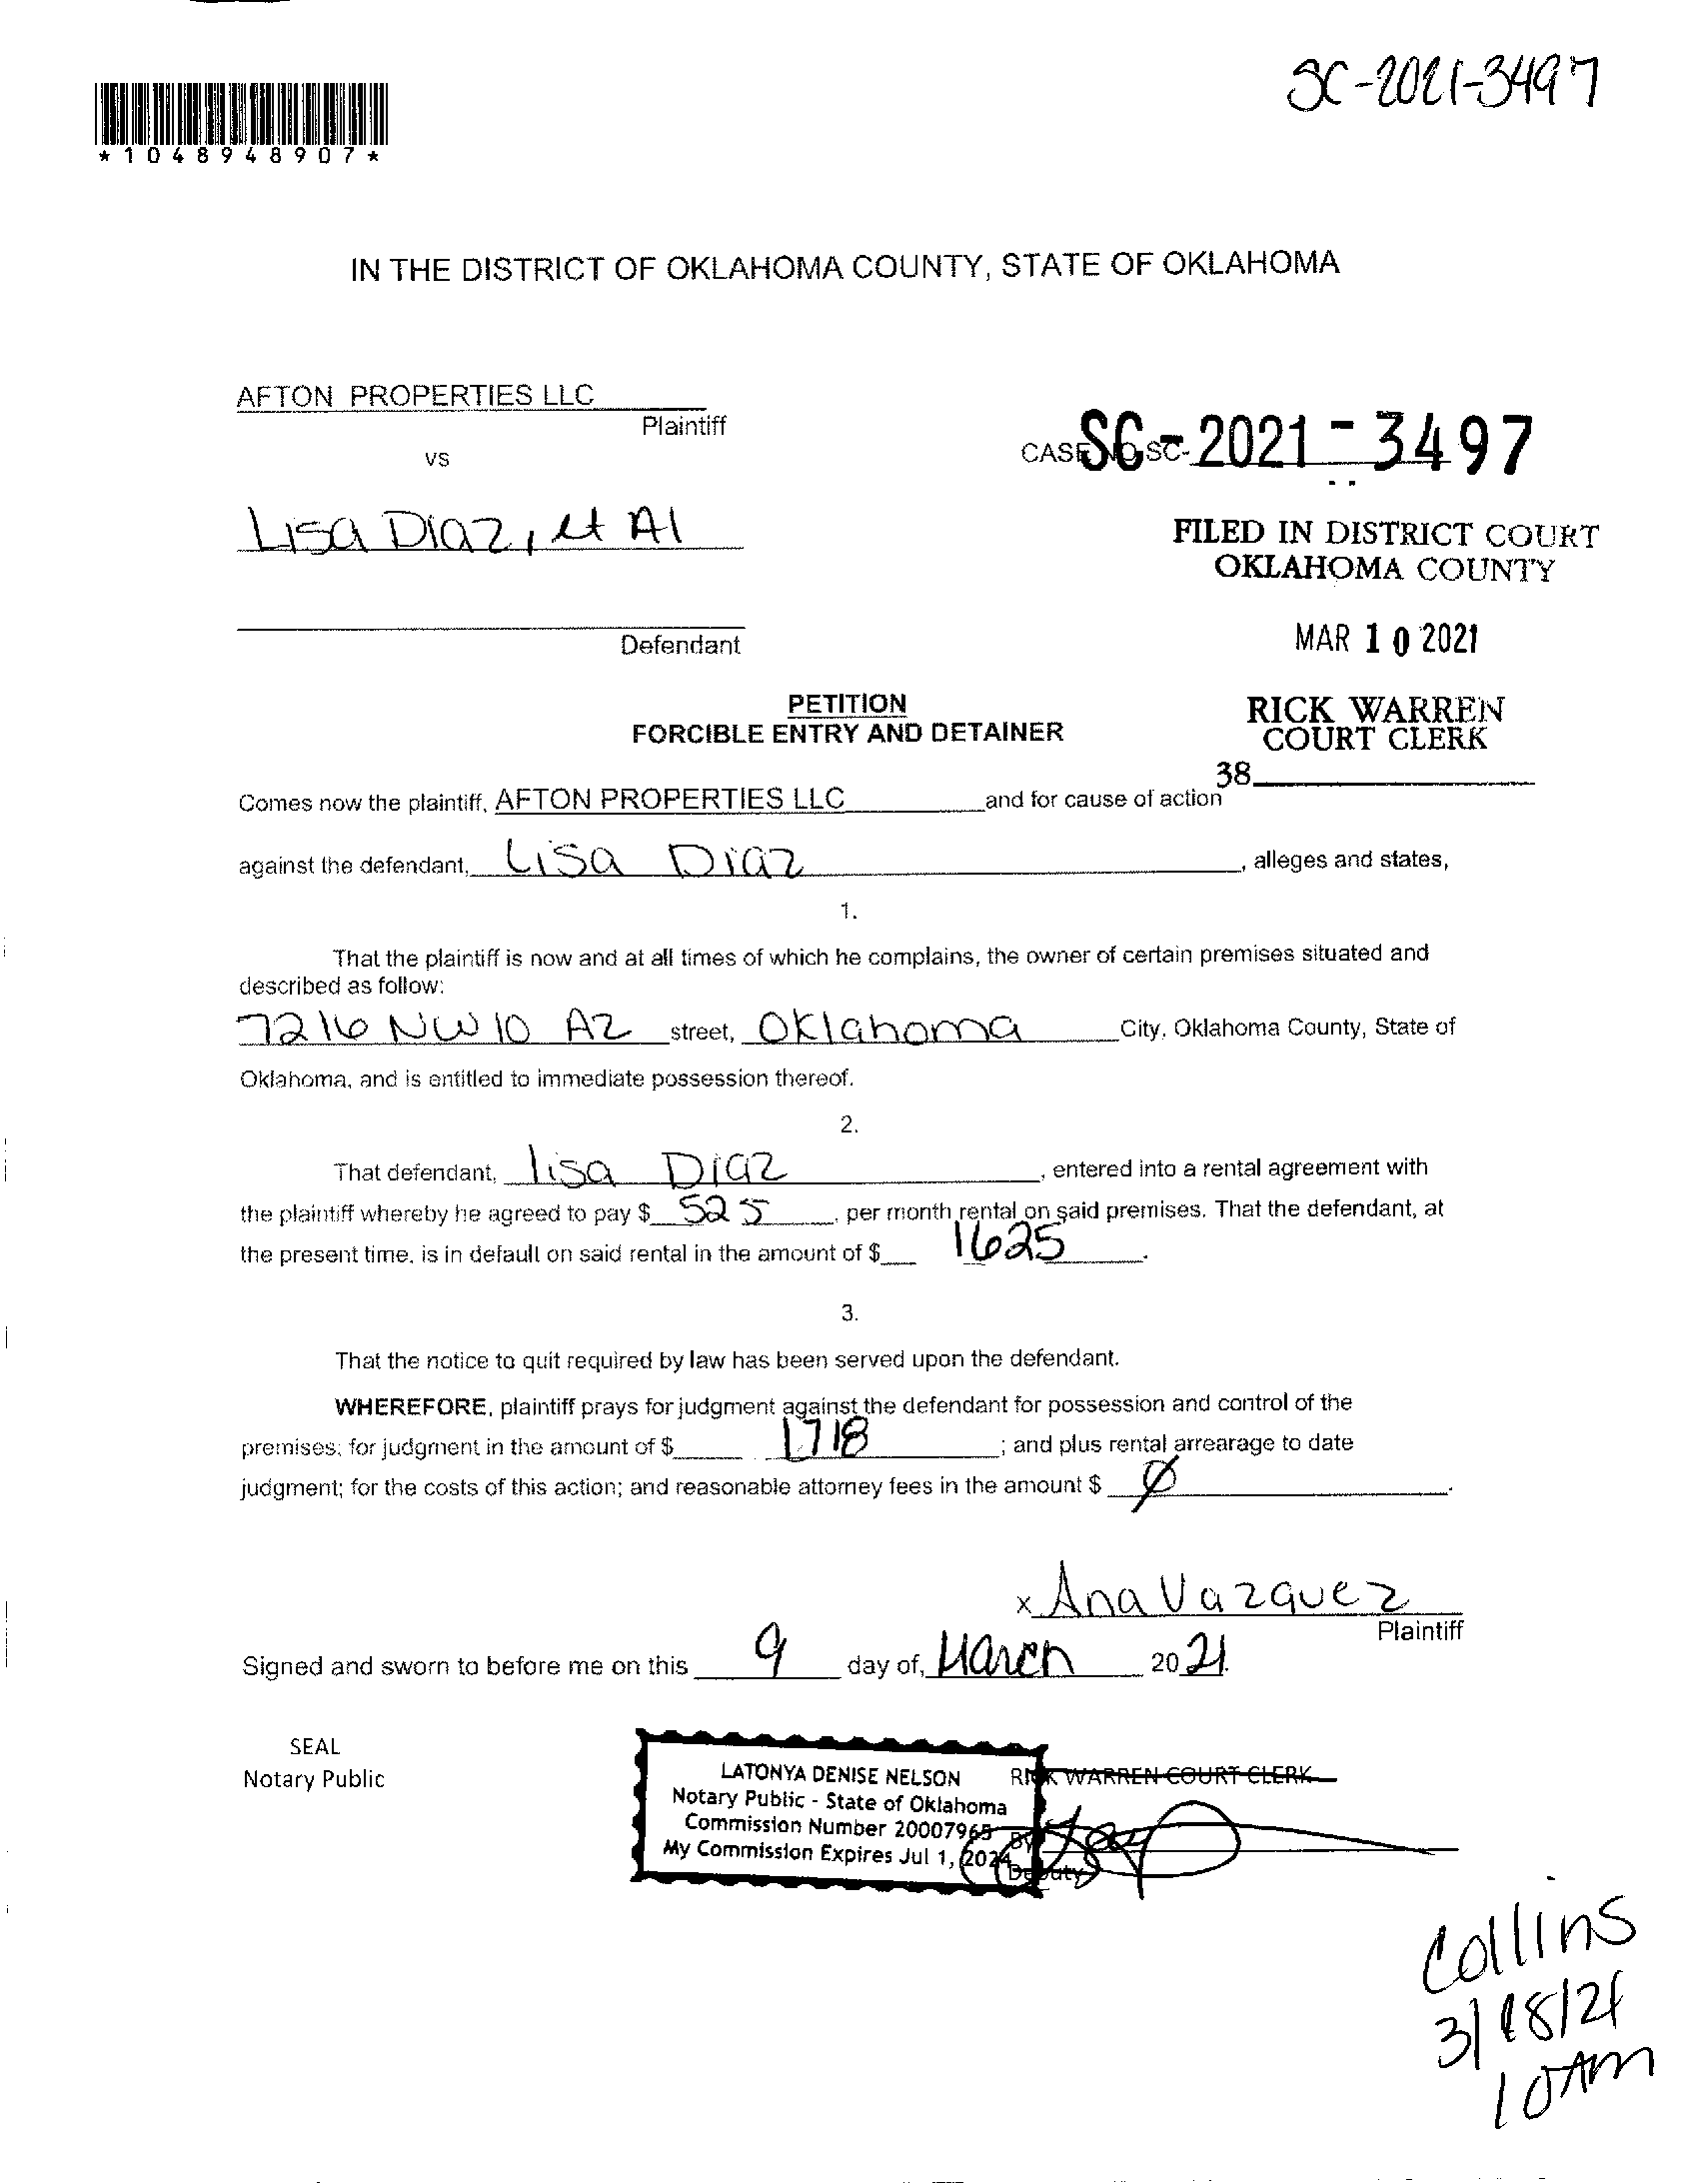 SC-2021-3497
*1048948907*
IN THE DISTRICT OF OKLAHOMA COUNTY, STATE OF OKLAHOMA
AFTON PROPERTIES LLC
Plaintiff
vs
CASE NO SC-
SC-2021-3497
Lisa Diaz, et Al
FILED IN DISTRICT COURT
OKLAHOMA COUNTY
Defendant
MAR 10 2021
PETITION
FORCIBLE ENTRY AND DETAINER
RICK WARREN
COURT CLERK
38
Comes now the plaintiff, AFTON PROPERTIES LLC and for cause of action
against the defendant, Lisa Diaz, alleges and states,
1.
That the plaintiff is now and at all times of which he complains, the owner of certain premises situated and
described as follow:
7216 NW 10 A2 street, Oklahoma City, Oklahoma County, State of
Oklahoma, and is entitled to immediate possession thereof.
2.
That defendant, lisa Diaz, entered into a rental agreement with
the plaintiff whereby he agreed to pay $ 525, per month rental on said premises. That the defendant, at
the present time, is in default on said rental in the amount of $ 1625.
3.
That the notice to quit required by law has been served upon the defendant.
WHEREFORE, plaintiff prays for judgment against the defendant for possession and control of the
premises; for judgment in the amount of $ 1718; and plus rental arrearage to date
judgment; for the costs of this action; and reasonable attorney fees in the amount $ Ø.
x Ana Vazquez
Plaintiff
Signed and sworn to before me on this 9 day of, March 2021.
SEAL
Notary Public
LATONYA DENISE NELSON
Notary Public - State of Oklahoma
Commission Number 20007965
My Commission Expires Jul 1, 2024
RICK WARREN COURT CLERK
By
Deputy
Collins
3/18/21
10AM